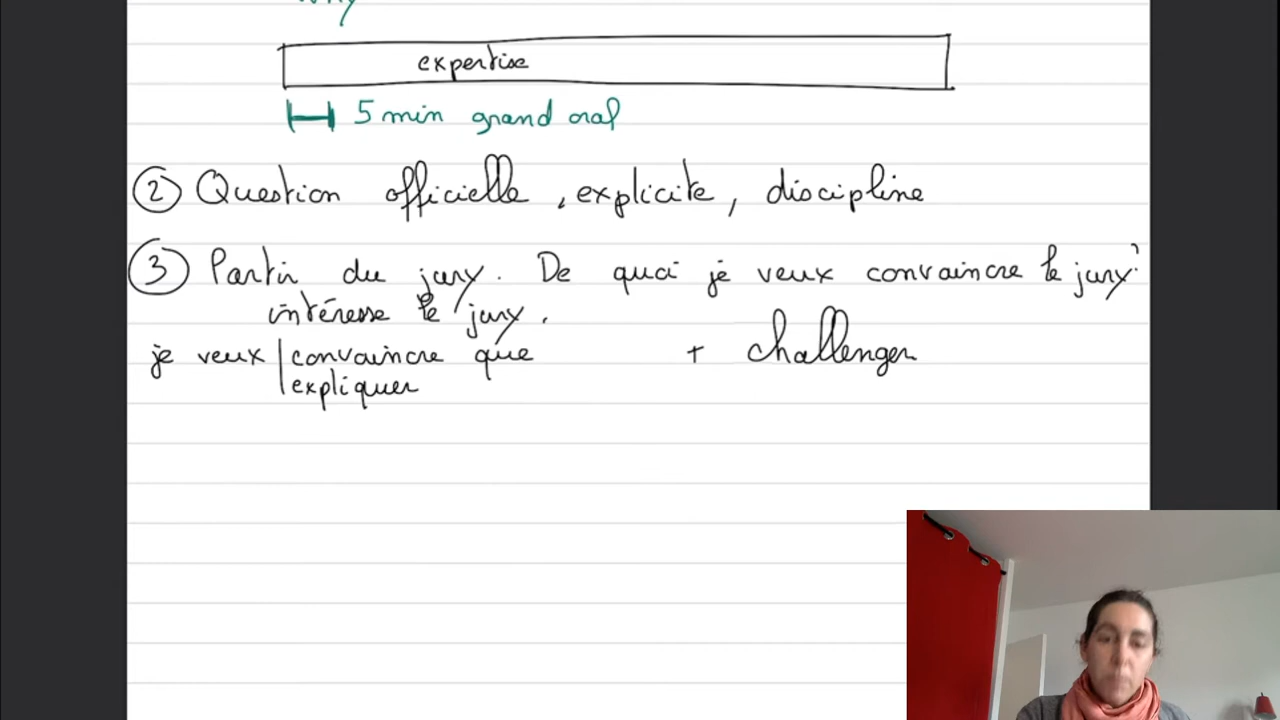 why
expertise
5 min grand oral
② Question officielle, explicite, discipline
③ Partir du jury. De quoi je veux convaincre le jury?
intéresse le jury.
je veux | convaincre que + challenger
| expliquer